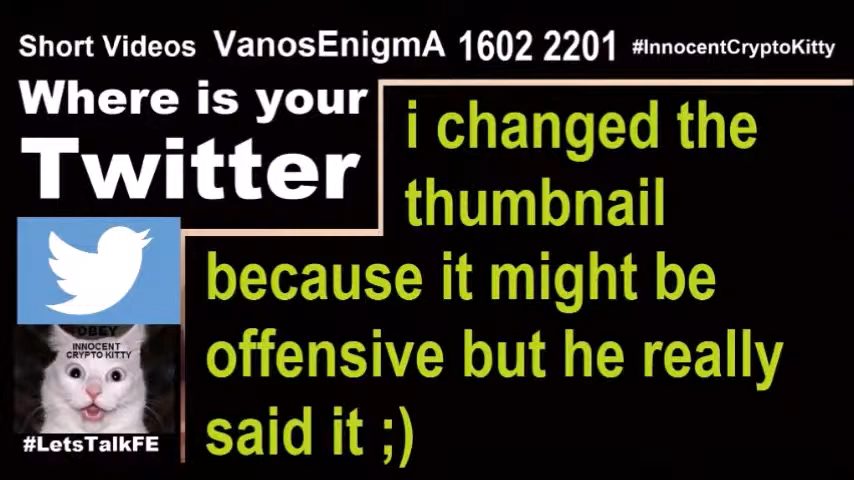 Short Videos VanosEnigmA 1602 2201 #InnocentCryptoKitty
Where is your
Twitter
i changed the
thumbnail
because it might be
offensive but he really
said it ;)
OBEY
INNOCENT
CRYPTO KITTY
#LetsTalkFE